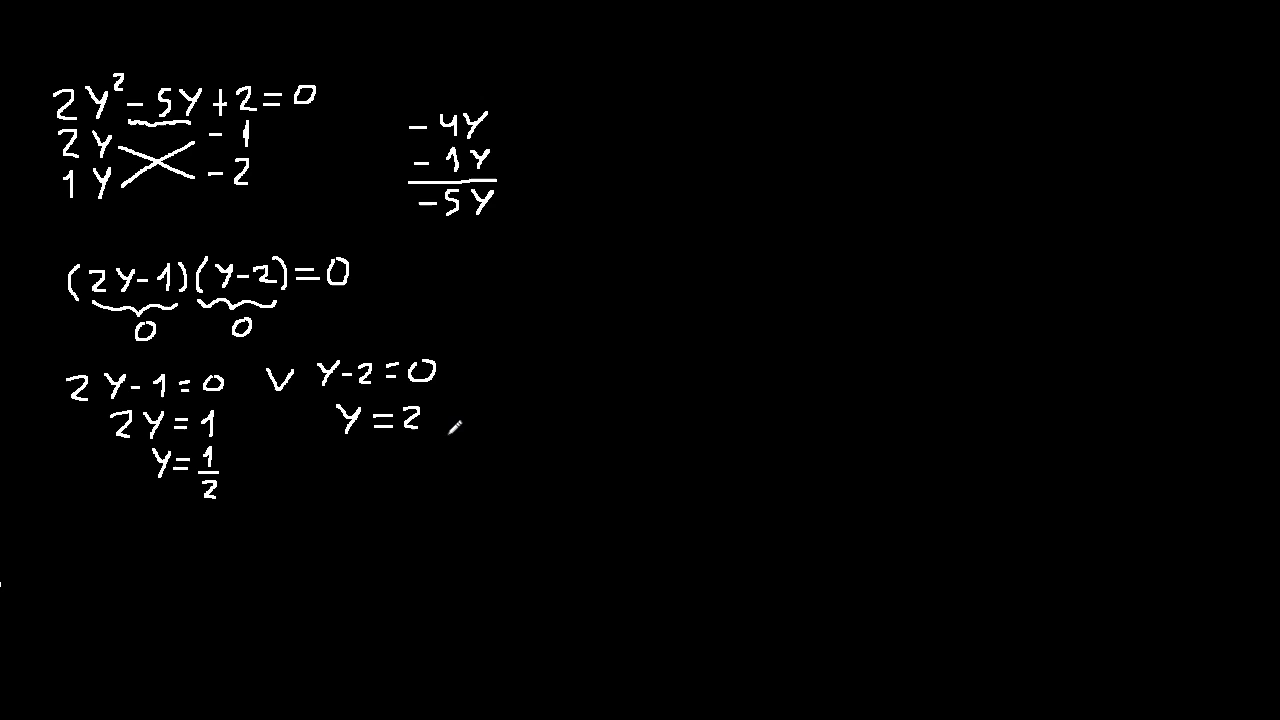 2Y²-5Y+2=0
2Y -1
1Y -2
-4Y
-1Y
-5Y
(2Y-1)(Y-2)=0
0 0
2Y-1=0 ∨ Y-2=0
2Y=1 Y=2
Y=1/2